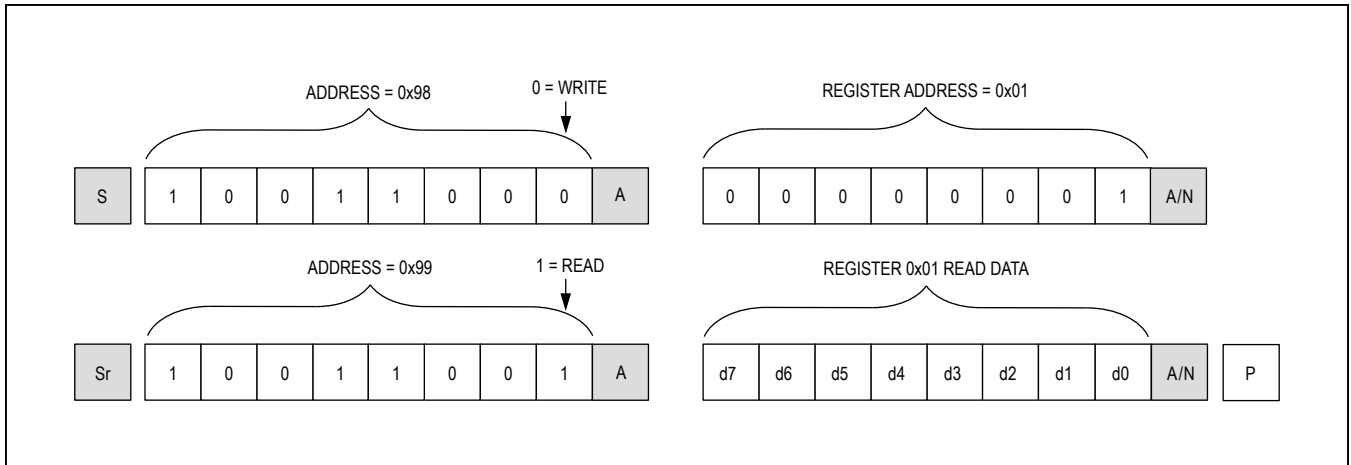 ADDRESS = 0x98 0 = WRITE REGISTER ADDRESS = 0x01
S 1 0 0 1 1 0 0 0 A 0 0 0 0 0 0 0 1 A/N
ADDRESS = 0x99 1 = READ REGISTER 0x01 READ DATA
Sr 1 0 0 1 1 0 0 1 A d7 d6 d5 d4 d3 d2 d1 d0 A/N P